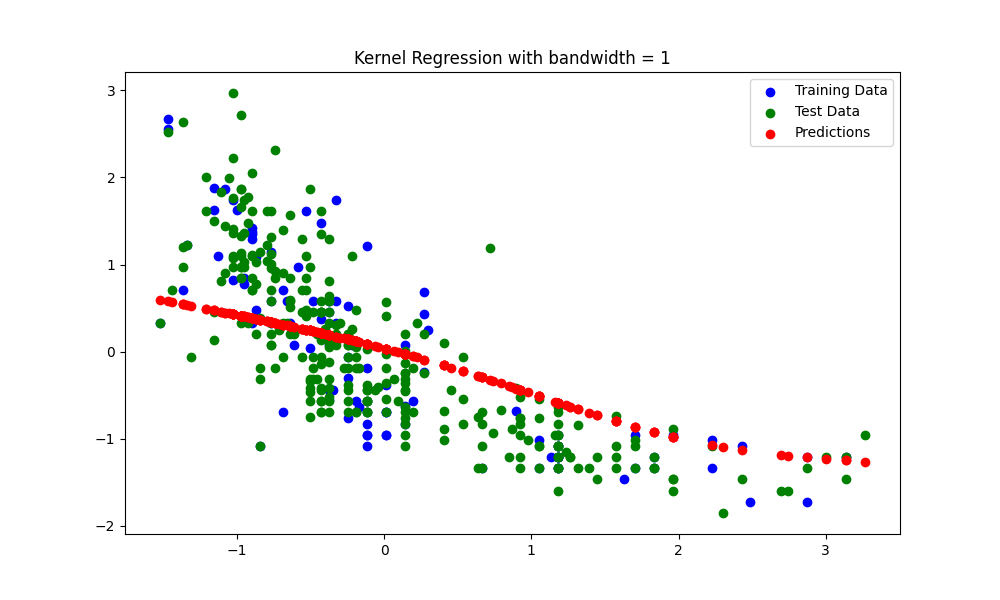 Kernel Regression with bandwidth = 1
Training Data
Test Data
Predictions
3
2
1
0
−1
−2
−1 0 1 2 3